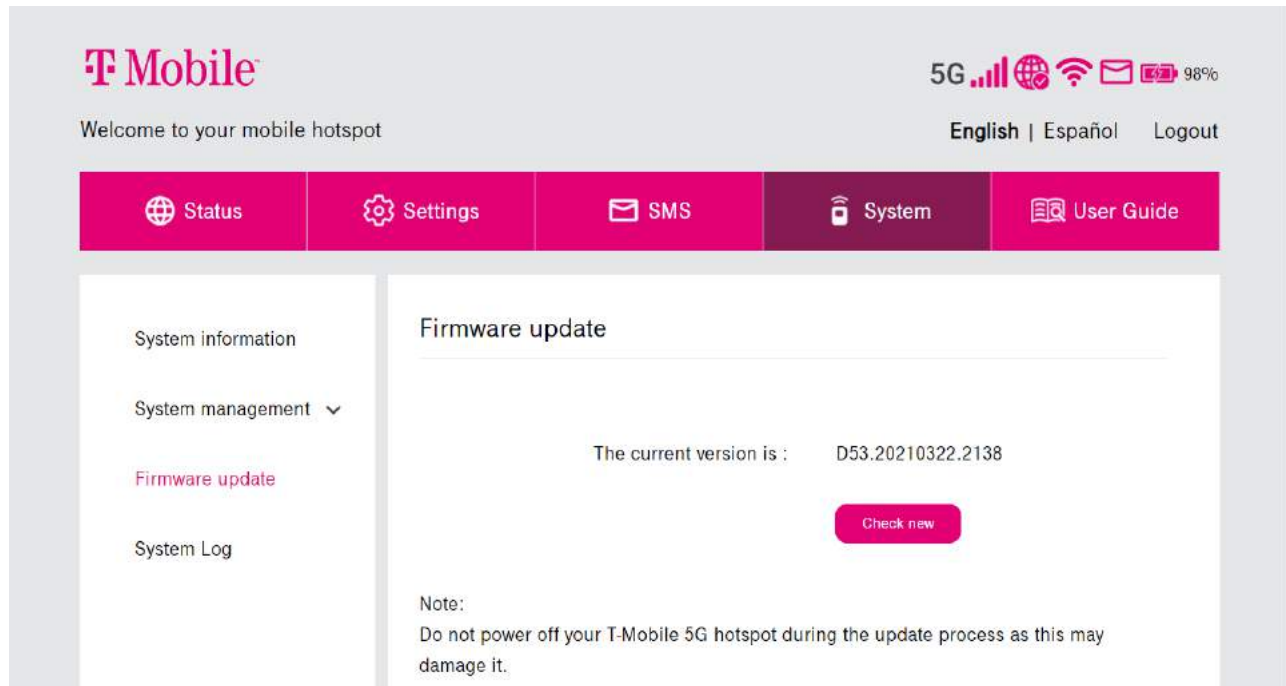 T Mobile
5G 98%
Welcome to your mobile hotspot
English | Español Logout
Status Settings SMS System User Guide
System information
System management
Firmware update
System Log
Firmware update
The current version is : D53.20210322.2138
Check new
Note:
Do not power off your T-Mobile 5G hotspot during the update process as this may
damage it.